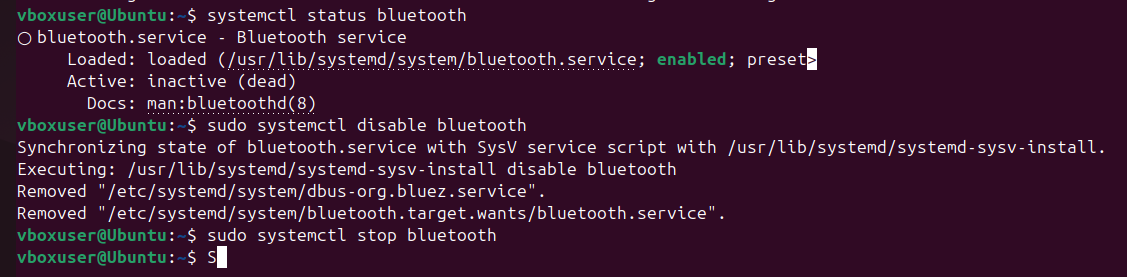 vboxuser@Ubuntu:~$ systemctl status bluetooth
○ bluetooth.service - Bluetooth service
     Loaded: loaded (/usr/lib/systemd/system/bluetooth.service; enabled; preset>
     Active: inactive (dead)
       Docs: man:bluetoothd(8)
vboxuser@Ubuntu:~$ sudo systemctl disable bluetooth
Synchronizing state of bluetooth.service with SysV service script with /usr/lib/systemd/systemd-sysv-install.
Executing: /usr/lib/systemd/systemd-sysv-install disable bluetooth
Removed "/etc/systemd/system/dbus-org.bluez.service".
Removed "/etc/systemd/system/bluetooth.target.wants/bluetooth.service".
vboxuser@Ubuntu:~$ sudo systemctl stop bluetooth
vboxuser@Ubuntu:~$ S